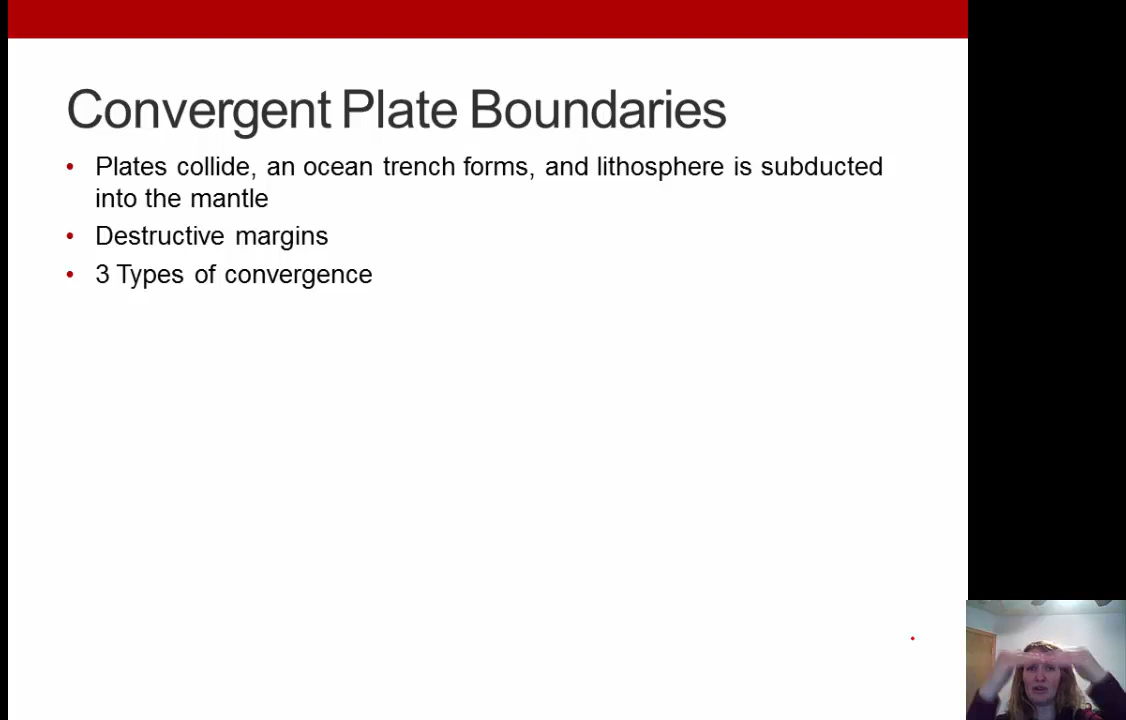 Convergent Plate Boundaries
• Plates collide, an ocean trench forms, and lithosphere is subducted
into the mantle
• Destructive margins
• 3 Types of convergence